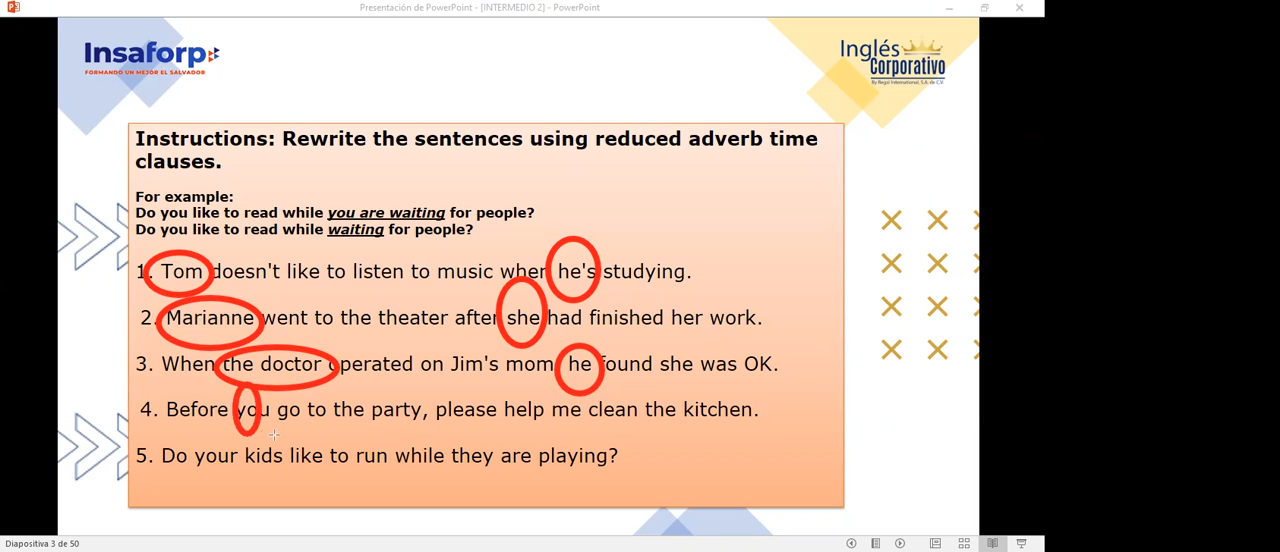 Presentación de PowerPoint - [INTERMEDIO 2] - PowerPoint
Insaforp
FORMANDO UN MEJOR EL SALVADOR
Inglés
Corporativo
By Regal International, S.A. de C.V.
Instructions: Rewrite the sentences using reduced adverb time
clauses.
For example:
Do you like to read while you are waiting for people?
Do you like to read while waiting for people?
1. Tom doesn't like to listen to music when he's studying.
2. Marianne went to the theater after she had finished her work.
3. When the doctor operated on Jim's mom, he found she was OK.
4. Before you go to the party, please help me clean the kitchen.
5. Do your kids like to run while they are playing?
Diapositiva 3 de 50